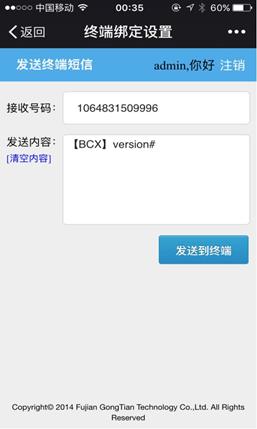 中国移动 00:35 60%
返回 终端绑定设置
发送终端短信 admin,你好 注销
接收号码： 1064831509996
发送内容： 【BCX】version#
[清空内容]
发送到终端
Copyright© 2014 Fujian GongTian Technology Co.,Ltd. All Rights
Reserved